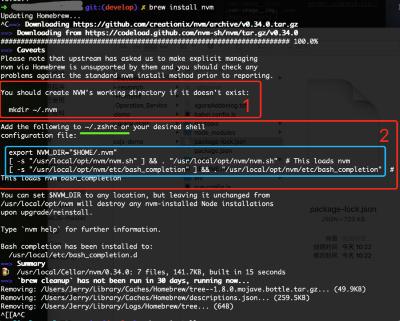 git:(develop) ✗ brew install nvm
Updating Homebrew...
^C==> Downloading https://github.com/creationix/nvm/archive/v0.34.0.tar.gz
==> Downloading from https://codeload.github.com/nvm-sh/nvm/tar.gz/v0.34.0
######################################################################## 100.0%
==> Caveats
Please note that upstream has asked us to make explicit managing
nvm via Homebrew is unsupported by them and you should check any
problems against the standard nvm install method prior to reporting.
1
You should create NVM's working directory if it doesn't exist:
mkdir ~/.nvm
2
Add the following to ~/.zshrc or your desired shell
configuration file:
export NVM_DIR="$HOME/.nvm"
[ -s "/usr/local/opt/nvm/nvm.sh" ] && . "/usr/local/opt/nvm/nvm.sh" # This loads nvm
[ -s "/usr/local/opt/nvm/etc/bash_completion" ] && . "/usr/local/opt/nvm/etc/bash_completion" #
This loads nvm bash_completion
You can set $NVM_DIR to any location, but leaving it unchanged from
/usr/local/opt/nvm will destroy any nvm-installed Node installations
upon upgrade/reinstall.
package-lock.json
Type `nvm help` for further information.
Bash completion has been installed to:
/usr/local/etc/bash_completion.d
==> Summary
/usr/local/Cellar/nvm/0.34.0: 7 files, 141.7KB, built in 15 seconds
==> `brew cleanup` has not been run in 30 days, running now...
Removing: /Users/Jerry/Library/Caches/Homebrew/tree--1.8.0.mojave.bottle.tar.gz... (49.9KB)
Removing: /Users/Jerry/Library/Caches/Homebrew/descriptions.json... (259.5KB)
Removing: /Users/Jerry/Library/Logs/Homebrew/tree... (64B)
^[[A^C